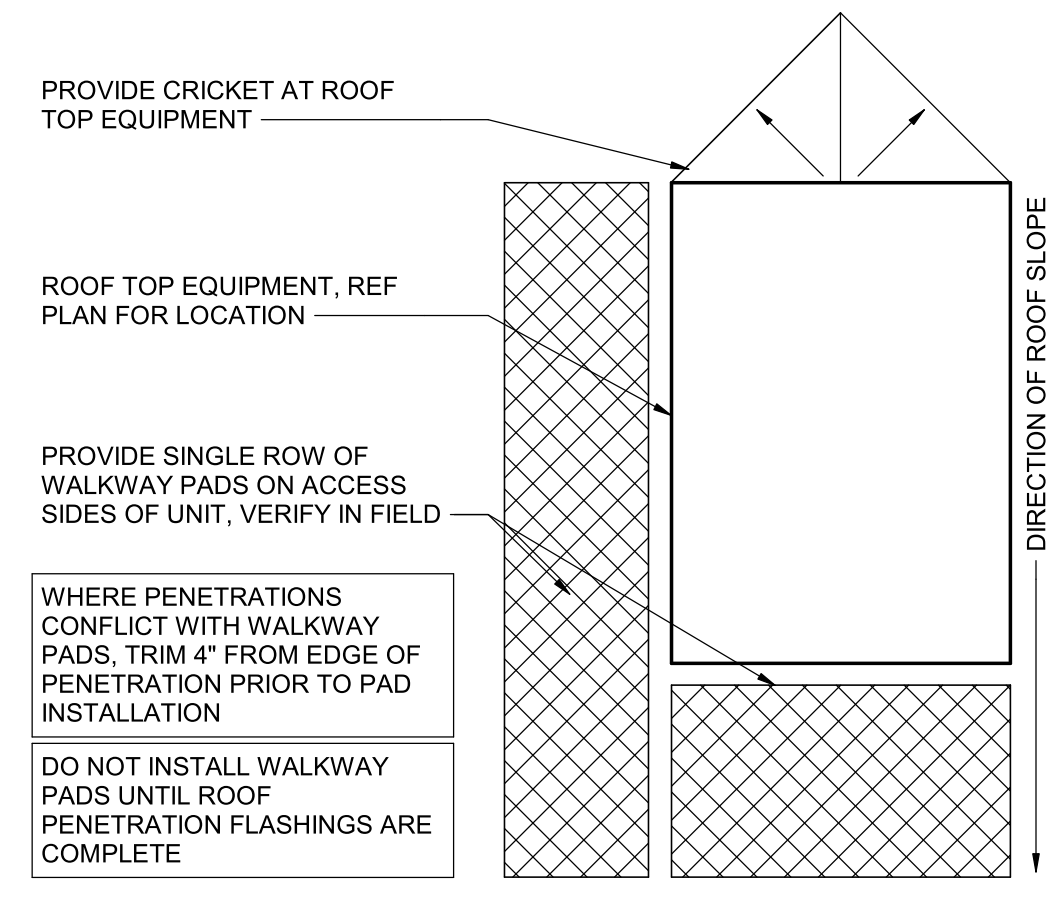 PROVIDE CRICKET AT ROOF
TOP EQUIPMENT
ROOF TOP EQUIPMENT, REF
PLAN FOR LOCATION
PROVIDE SINGLE ROW OF
WALKWAY PADS ON ACCESS
SIDES OF UNIT, VERIFY IN FIELD
WHERE PENETRATIONS
CONFLICT WITH WALKWAY
PADS, TRIM 4" FROM EDGE OF
PENETRATION PRIOR TO PAD
INSTALLATION
DO NOT INSTALL WALKWAY
PADS UNTIL ROOF
PENETRATION FLASHINGS ARE
COMPLETE
DIRECTION OF ROOF SLOPE